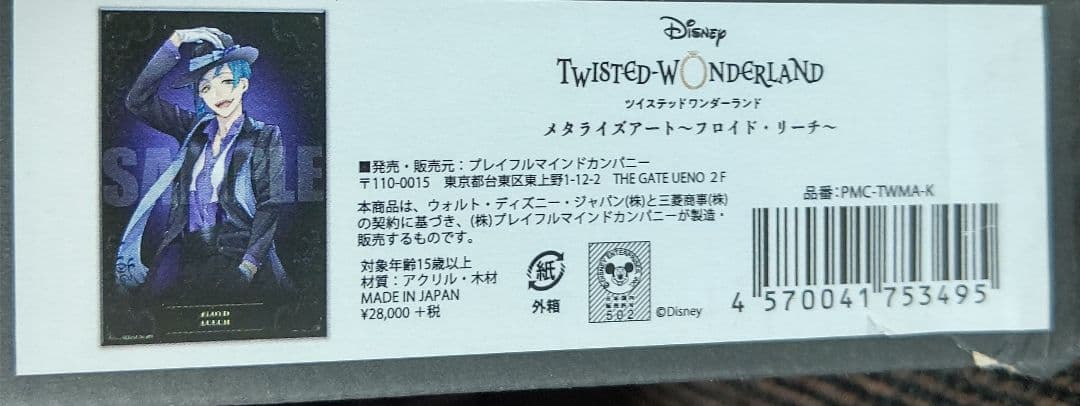 SAMPLE
FLOYD
LEECH
Disney
TWISTED-WONDERLAND
ツイステッドワンダーランド
メタライズアート～フロイド・リーチ～
■発売・販売元：プレイフルマインドカンパニー
〒110-0015 東京都台東区東上野1-12-2 THE GATE UENO 2F
本商品は、ウォルト・ディズニー・ジャパン(株)と三菱商事(株)
の契約に基づき、(株)プレイフルマインドカンパニーが製造・
販売するものです。
対象年齢15歳以上
材質：アクリル・木材
MADE IN JAPAN
¥28,000 +税
紙
外箱
502
©Disney
品番：PMC-TWMA-K
4 570041 753495